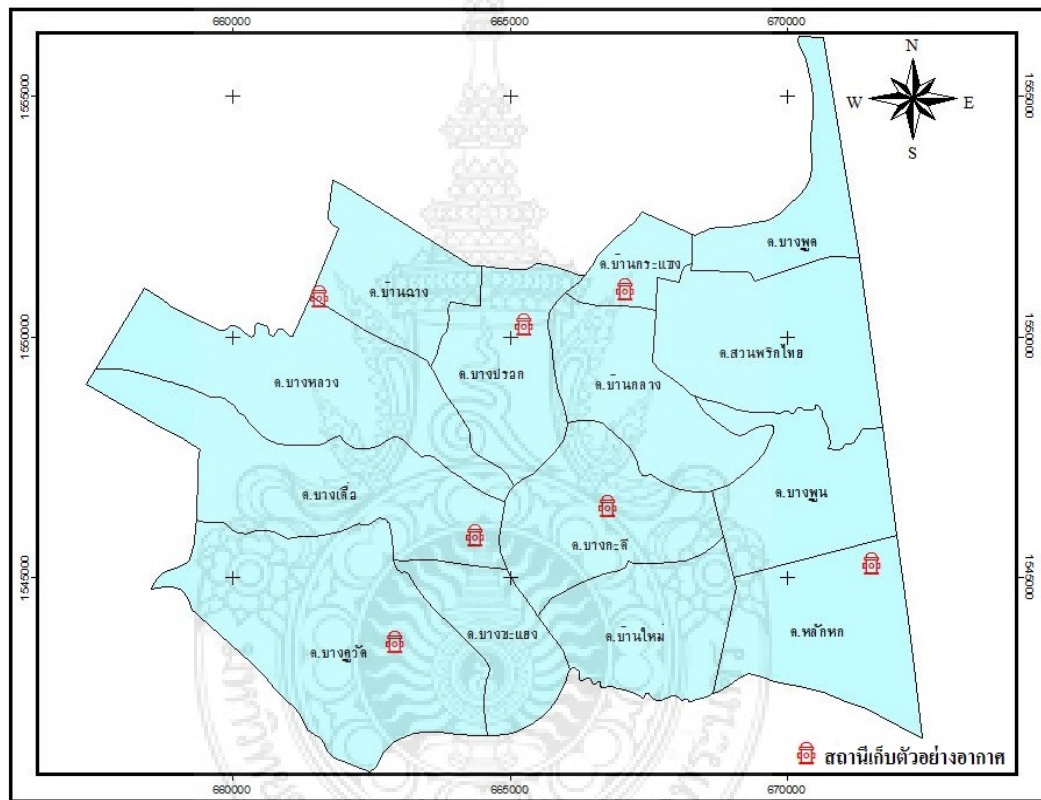 660000 665000 670000
1555000 1555000
N
W E
S
ต.บางพูด
ต.บ้านกระแชง
ต.บ้านฉาง
1550000 1550000
ต.สวนพริกไทย
ต.บางปรอก
ต.บางหลวง
ต.บ้านกลาง
ต.บางเดื่อ
ต.บางพูน
ต.บางกะดี
1545000 1545000
ต.บางขะแยง
ต.บ้านใหม่
ต.หลักหก
ต.บางคูวัด
สถานีเก็บตัวอย่างอากาศ
660000 665000 670000